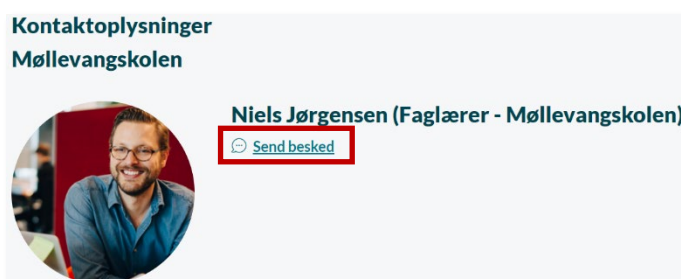 Kontaktoplysninger
Møllevangskolen
Niels Jørgensen (Faglærer - Møllevangskolen)
Send besked